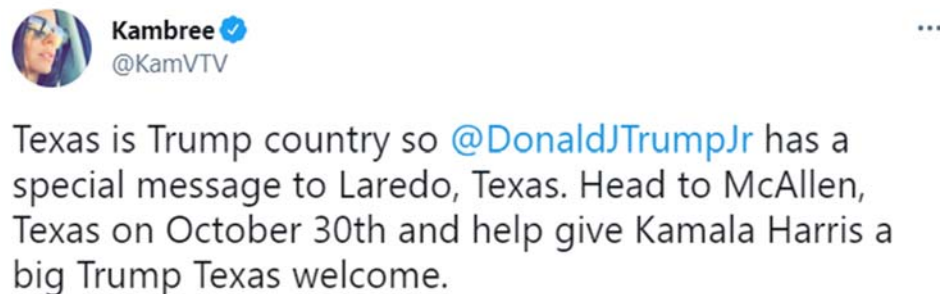 Kambree
@KamVTV
Texas is Trump country so @DonaldJTrumpJr has a
special message to Laredo, Texas. Head to McAllen,
Texas on October 30th and help give Kamala Harris a
big Trump Texas welcome.